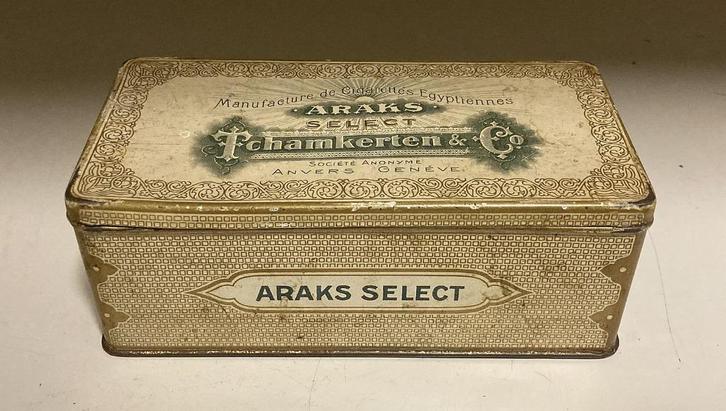 Manufacture de Cigarettes Egyptiennes
ARAKS
SELECT
Tchamkerten & Co
SOCIÉTÉ ANONYME
ANVERS GENÈVE.
ARAKS SELECT